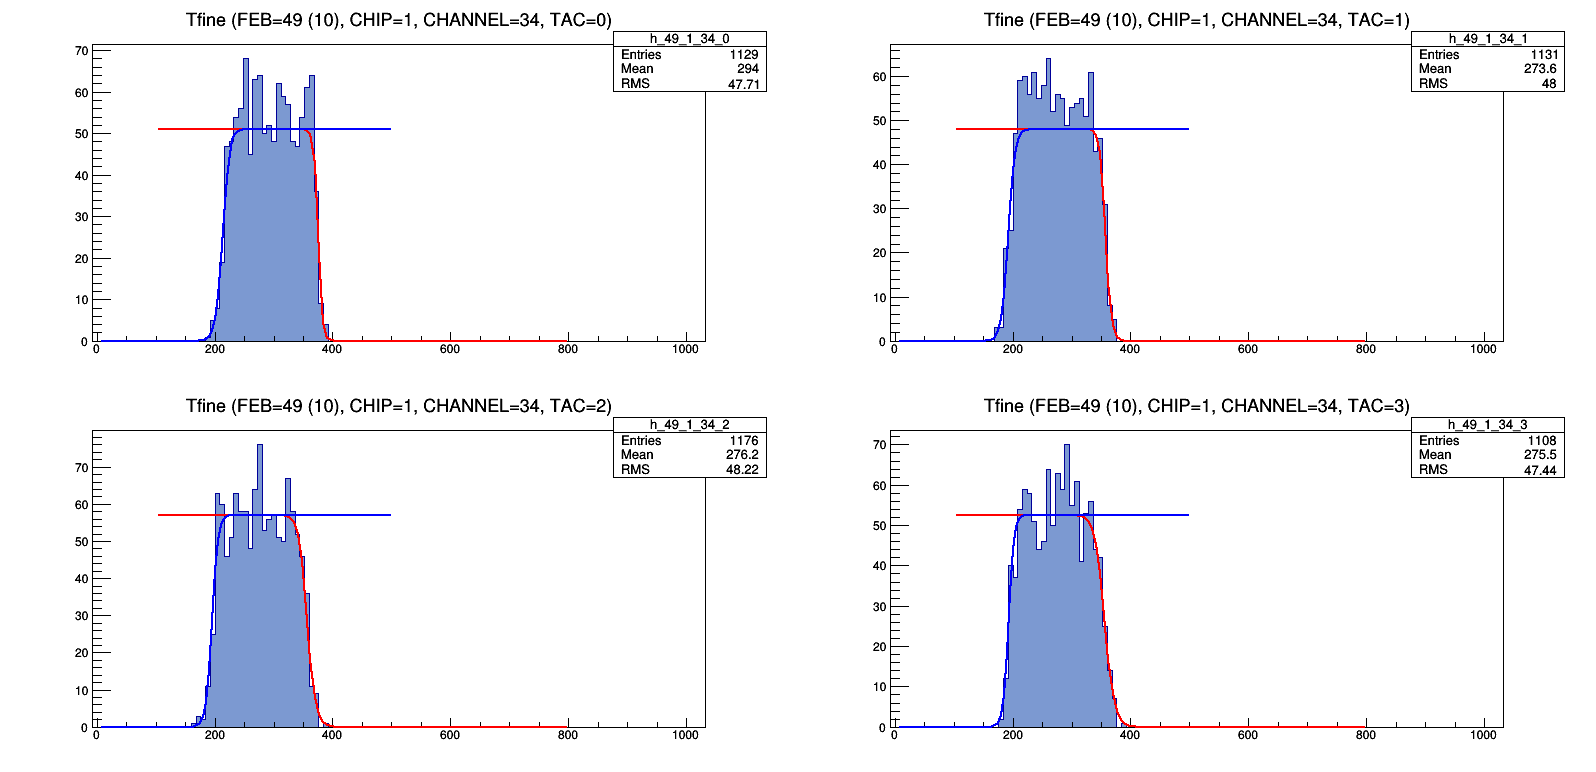 Tfine (FEB=49 (10), CHIP=1, CHANNEL=34, TAC=0)
h_49_1_34_0
Entries 1129
Mean 294
RMS 47.71
70
60
50
40
30
20
10
0
0 200 400 600 800 1000
Tfine (FEB=49 (10), CHIP=1, CHANNEL=34, TAC=1)
h_49_1_34_1
Entries 1131
Mean 273.6
RMS 48
60
50
40
30
20
10
0
0 200 400 600 800 1000
Tfine (FEB=49 (10), CHIP=1, CHANNEL=34, TAC=2)
h_49_1_34_2
Entries 1176
Mean 276.2
RMS 48.22
70
60
50
40
30
20
10
0
0 200 400 600 800 1000
Tfine (FEB=49 (10), CHIP=1, CHANNEL=34, TAC=3)
h_49_1_34_3
Entries 1108
Mean 275.5
RMS 47.44
70
60
50
40
30
20
10
0
0 200 400 600 800 1000